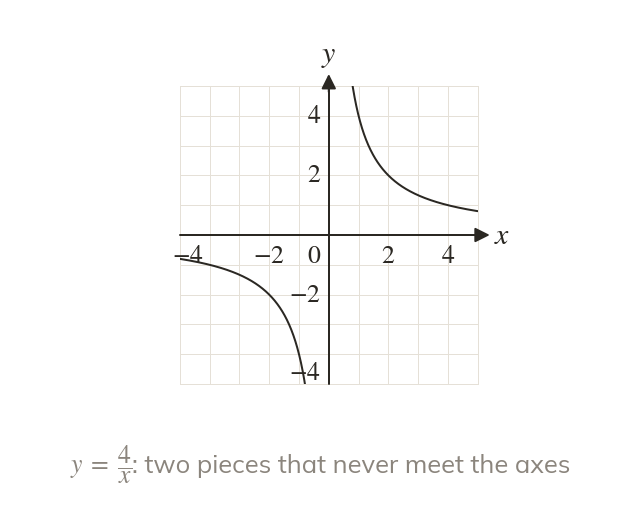 y
4
2
−4 −2 0 2 4 x
−2
−4
y = 4/x: two pieces that never meet the axes